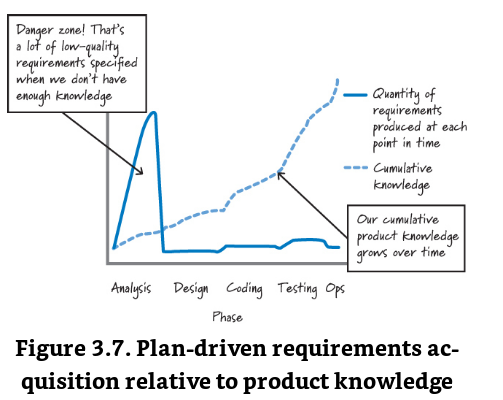 Danger zone! That's
a lot of low-quality
requirements specified
when we don't have
enough knowledge
Quantity of
requirements
produced at each
point in time
Cumulative
knowledge
Our cumulative
product knowledge
grows over time
Analysis Design Coding Testing Ops
Phase
Figure 3.7. Plan-driven requirements ac-
quisition relative to product knowledge